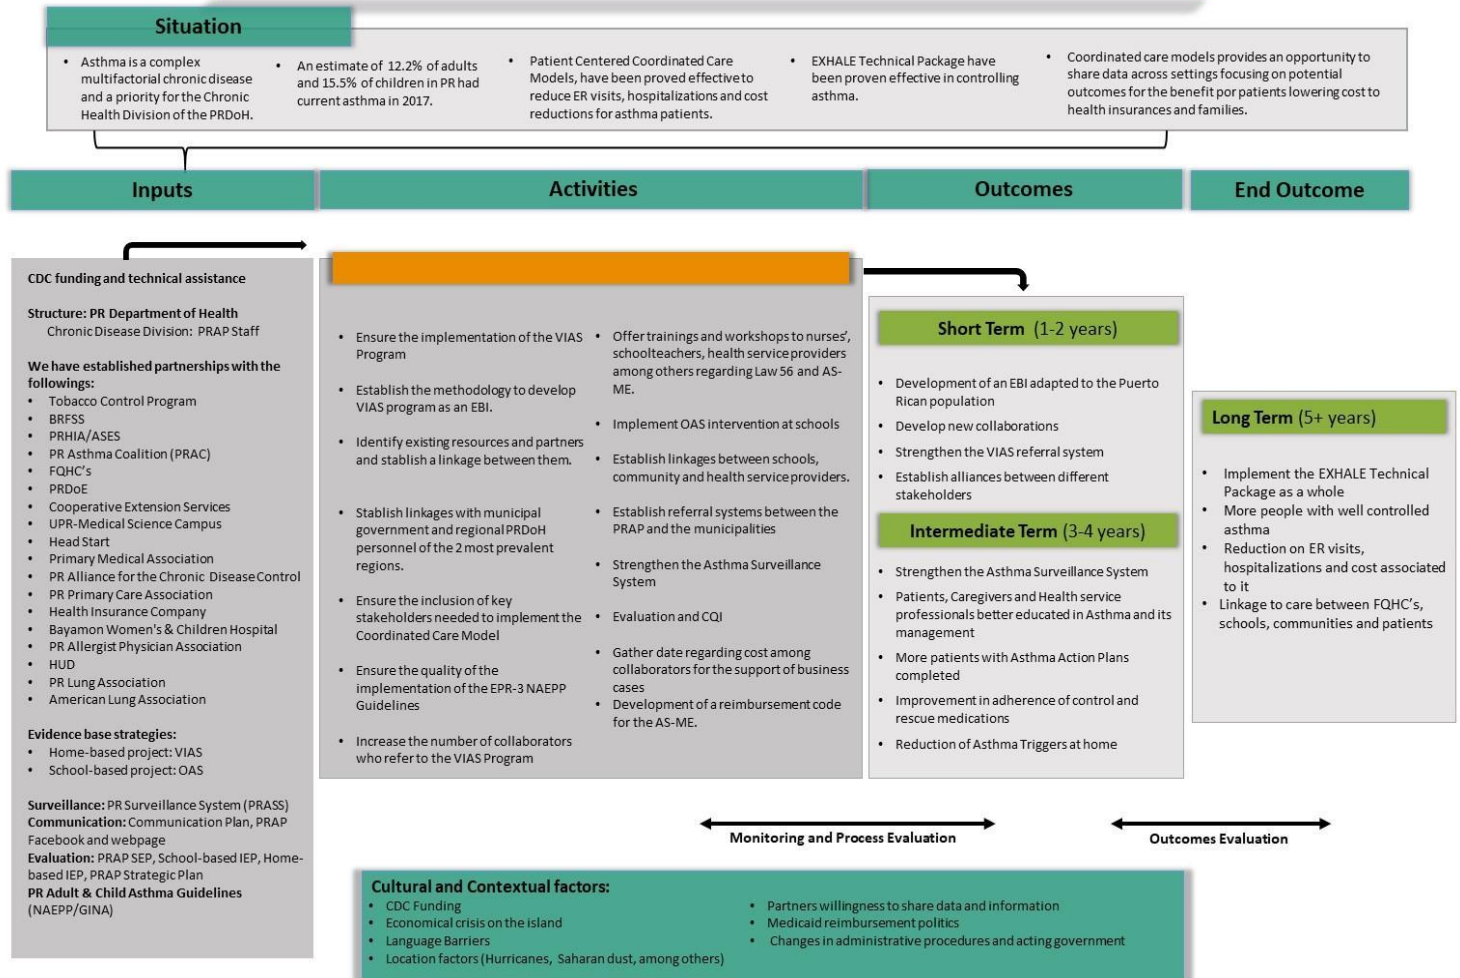 Situation
• Asthma is a complex
multifactorial chronic disease
and a priority for the Chronic
Health Division of the PRDoH.
• An estimate of 12.2% of adults
and 15.5% of children in PR had
current asthma in 2017.
• Patient Centered Coordinated Care
Models, have been proved effective to
reduce ER visits, hospitalizations and cost
reductions for asthma patients.
• EXHALE Technical Package have
been proven effective in controlling
asthma.
• Coordinated care models provides an opportunity to
share data across settings focusing on potential
outcomes for the benefit por patients lowering cost to
health insurances and families.
Inputs
Activities
Outcomes
End Outcome
CDC funding and technical assistance
Structure: PR Department of Health
Chronic Disease Division: PRAP Staff
We have established partnerships with the
followings:
• Tobacco Control Program
• BRFSS
• PRHIA/ASES
• PR Asthma Coalition (PRAC)
• FQHC's
• PRDoE
• Cooperative Extension Services
• UPR-Medical Science Campus
• Head Start
• Primary Medical Association
• PR Alliance for the Chronic Disease Control
• PR Primary Care Association
• Health Insurance Company
• Bayamon Women's & Children Hospital
• PR Allergist Physician Association
• HUD
• PR Lung Association
• American Lung Association
Evidence base strategies:
• Home-based project: VIAS
• School-based project: OAS
Surveillance: PR Surveillance System (PRASS)
Communication: Communication Plan, PRAP
Facebook and webpage
Evaluation: PRAP SEP, School-based IEP, Home-
based IEP, PRAP Strategic Plan
PR Adult & Child Asthma Guidelines
(NAEPP/GINA)
• Ensure the implementation of the VIAS
Program
• Establish the methodology to develop
VIAS program as an EBI.
• Identify existing resources and partners
and stablish a linkage between them.
• Stablish linkages with municipal
government and regional PRDoH
personnel of the 2 most prevalent
regions.
• Ensure the inclusion of key
stakeholders needed to implement the
Coordinated Care Model
• Ensure the quality of the
implementation of the EPR-3 NAEPP
Guidelines
• Increase the number of collaborators
who refer to the VIAS Program
• Offer trainings and workshops to nurses',
schoolteachers, health service providers
among others regarding Law 56 and AS-
ME.
• Implement OAS intervention at schools
• Establish linkages between schools,
community and health service providers.
• Establish referral systems between the
PRAP and the municipalities
• Strengthen the Asthma Surveillance
System
• Evaluation and CQI
• Gather date regarding cost among
collaborators for the support of business
cases
• Development of a reimbursement code
for the AS-ME.
Short Term (1-2 years)
• Development of an EBI adapted to the Puerto
Rican population
• Develop new collaborations
• Strengthen the VIAS referral system
• Establish alliances between different
stakeholders
Intermediate Term (3-4 years)
• Strengthen the Asthma Surveillance System
• Patients, Caregivers and Health service
professionals better educated in Asthma and its
management
• More patients with Asthma Action Plans
completed
• Improvement in adherence of control and
rescue medications
• Reduction of Asthma Triggers at home
Long Term (5+ years)
• Implement the EXHALE Technical
Package as a whole
• More people with well controlled
asthma
• Reduction on ER visits,
hospitalizations and cost associated
to it
• Linkage to care between FQHC's,
schools, communities and patients
Monitoring and Process Evaluation
Outcomes Evaluation
Cultural and Contextual factors:
• CDC Funding
• Economical crisis on the island
• Language Barriers
• Location factors (Hurricanes, Saharan dust, among others)
• Partners willingness to share data and information
• Medicaid reimbursement politics
• Changes in administrative procedures and acting government